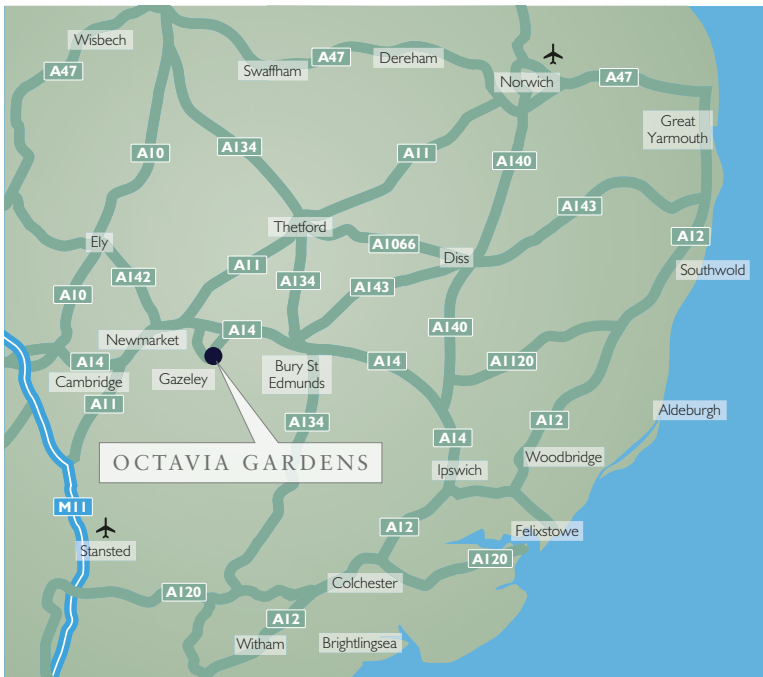 Wisbech
A47
Swaffham
A47
Dereham
Norwich
A47
Great
Yarmouth
A10
A134
A11
A140
A143
Thetford
A1066
Diss
A12
Southwold
Ely
A142
A11
A134
A143
A10
Newmarket
A14
A140
A14
Cambridge
Gazeley
Bury St
Edmunds
A14
A1120
A11
A134
A12
Aldeburgh
A14
Woodbridge
OCTAVIA GARDENS
Ipswich
M11
Stansted
A12
Felixstowe
A120
A120
Colchester
A12
Witham
Brightlingsea